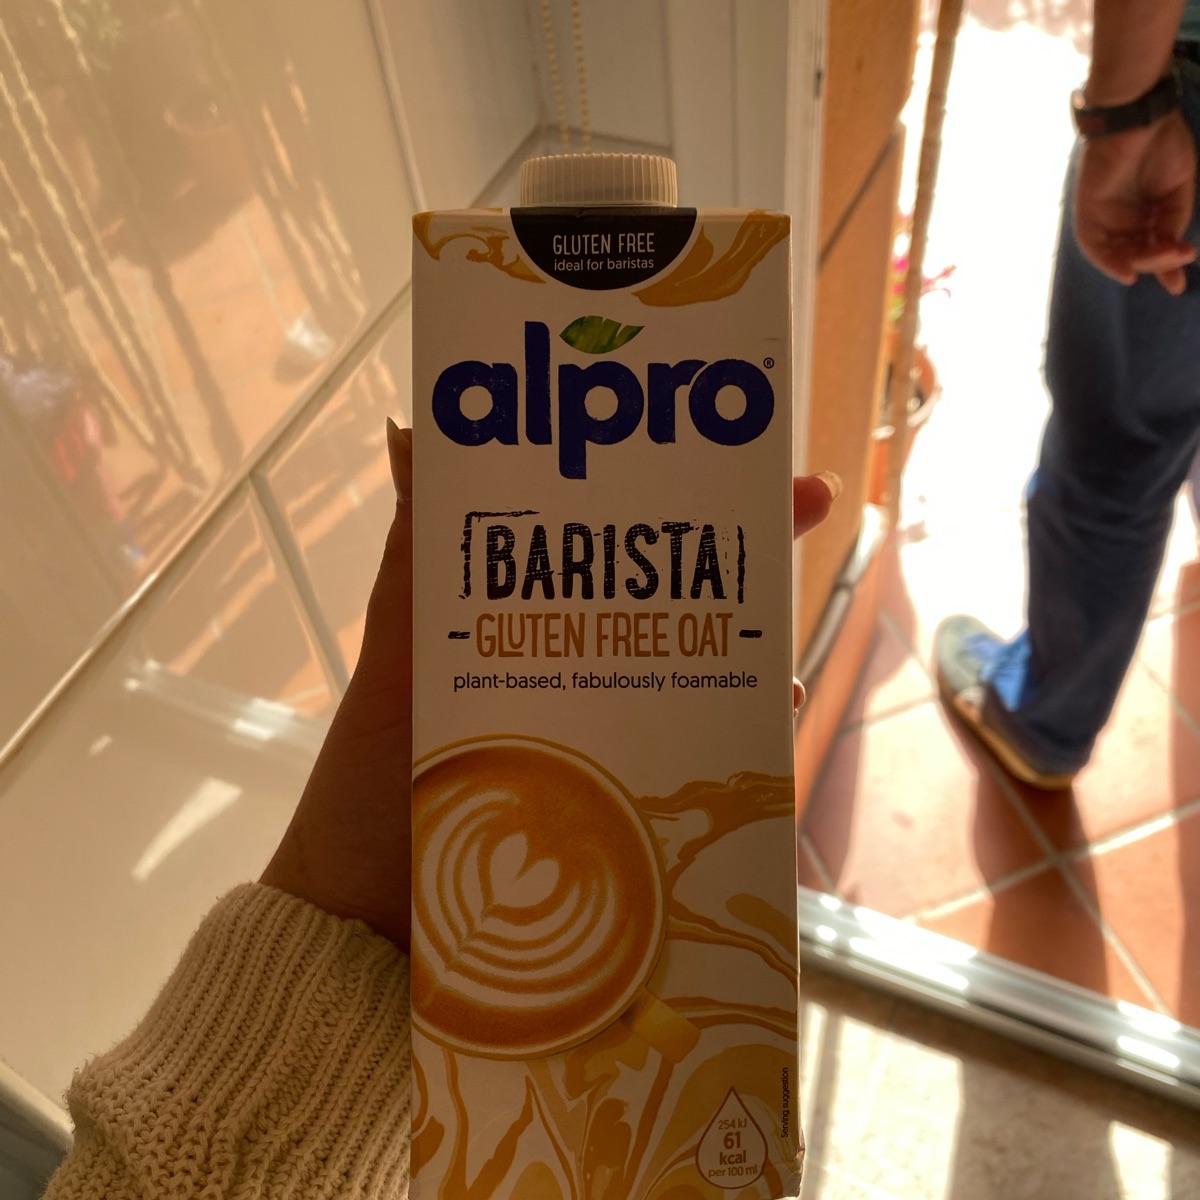 GLUTEN FREE
ideal for baristas
alpro®
BARISTA
-GLUTEN FREE OAT-
plant-based, fabulously foamable
Serving suggestion
254 kJ
61
kcal
per 100 ml